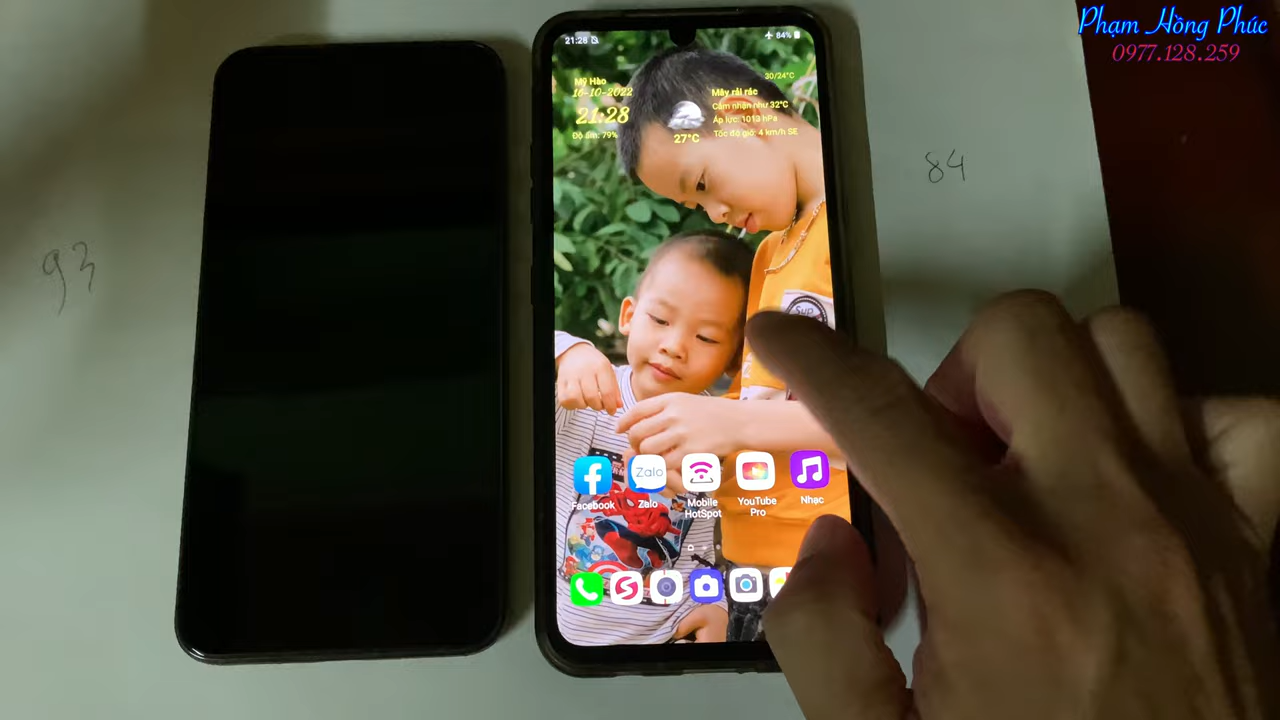 Phạm Hồng Phúc
0977.128.259
21:28
84%
Mỹ Hào
16-10-2022
21:28
Độ ẩm: 79%
27°C
30/24°C
Mây rải rác
Cảm nhận như 32°C
Áp lực: 1013 hPa
Tốc độ gió: 4 km/h SE
93
84
Sup
Zalo
Facebook
Zalo
Mobile
HotSpot
YouTube
Pro
Nhạc